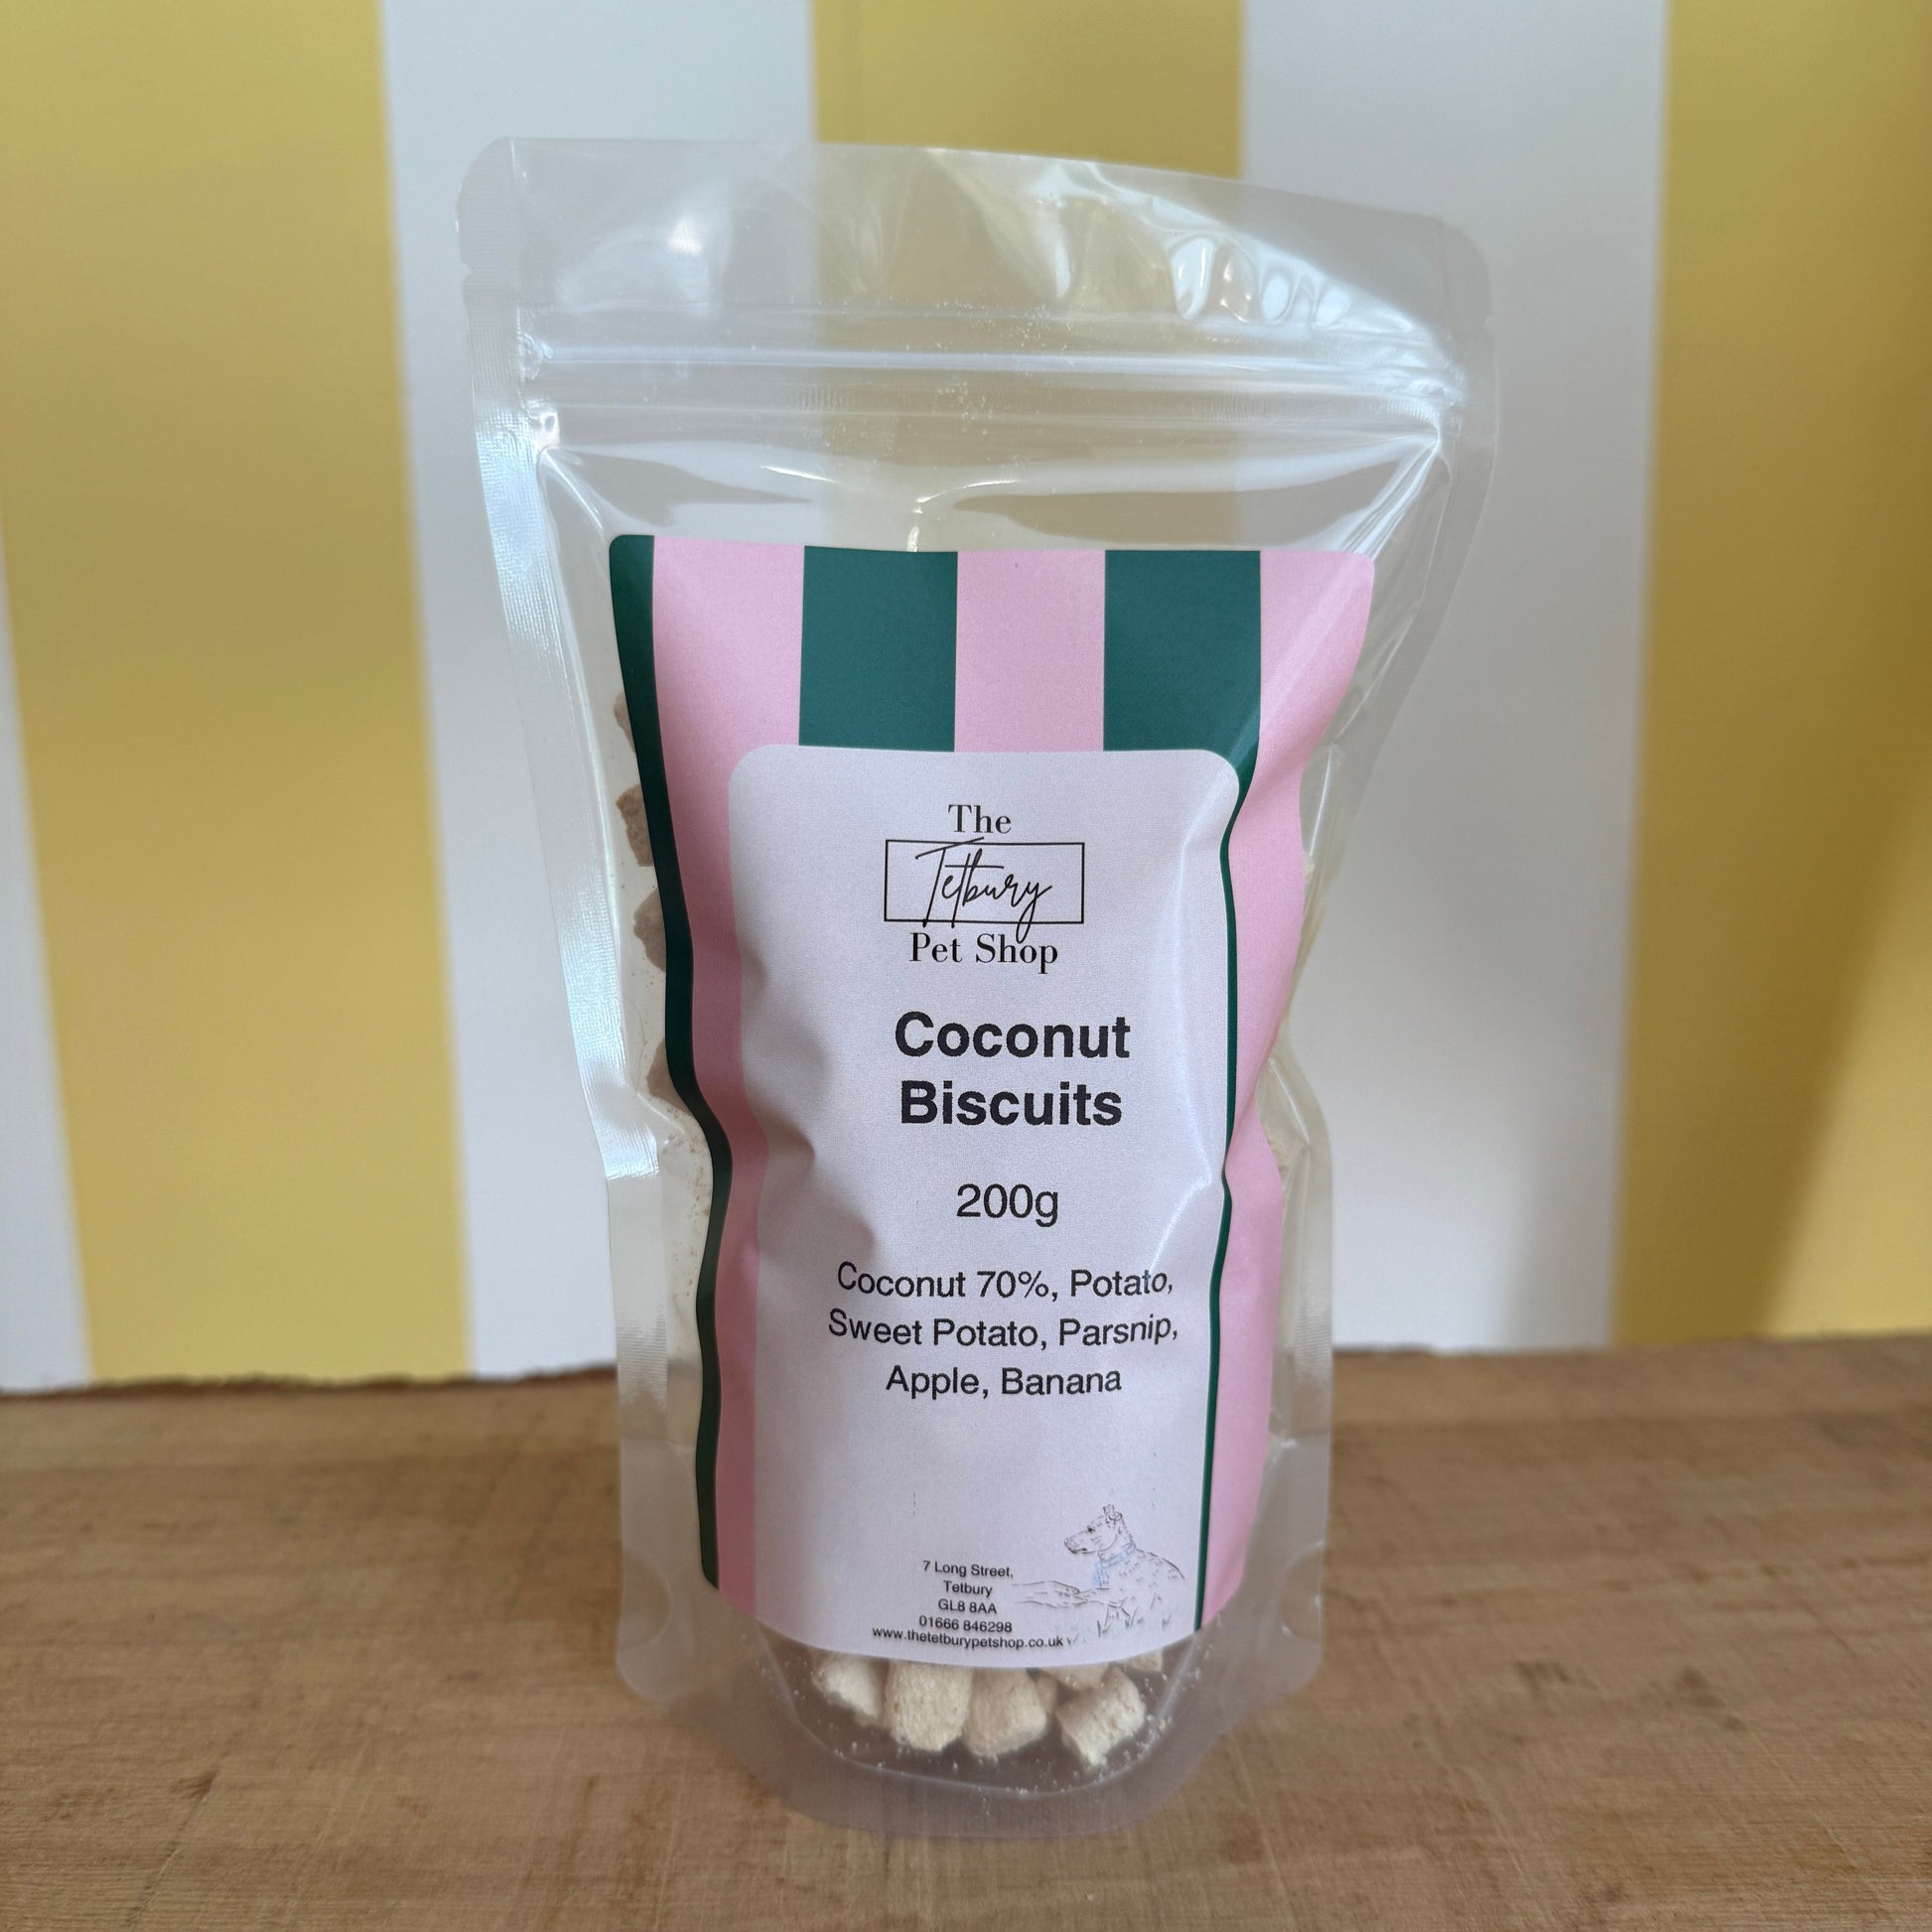 The
Tetbury
Pet Shop
Coconut
Biscuits
200g
Coconut 70%, Potato,
Sweet Potato, Parsnip,
Apple, Banana
7 Long Street,
Tetbury
GL8 8AA
01666 846298
www.thetetburypetshop.co.uk